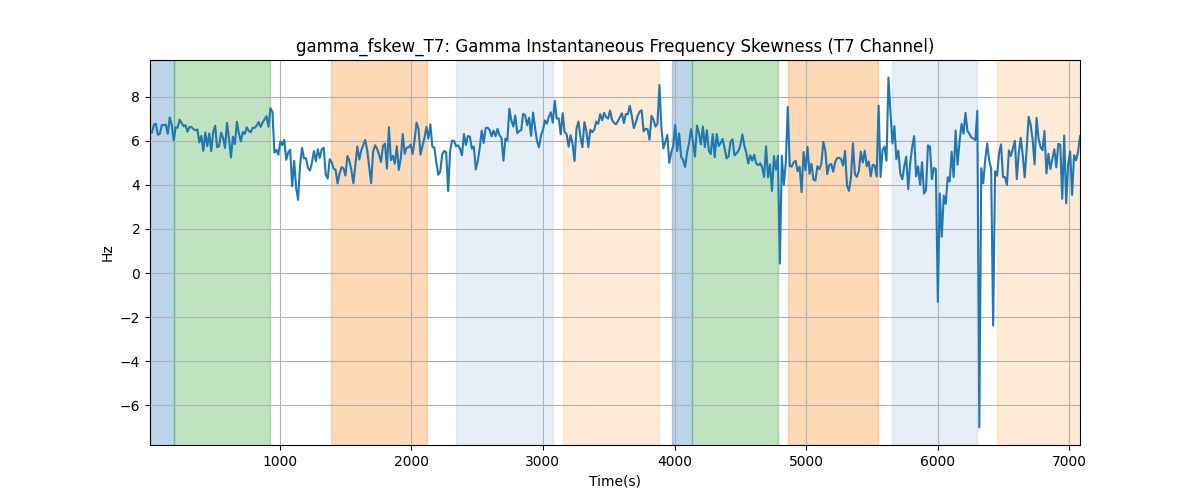 gamma_fskew_T7: Gamma Instantaneous Frequency Skewness (T7 Channel)
8
6
4
2
0
−2
−4
−6
Hz
1000 2000 3000 4000 5000 6000 7000
Time(s)